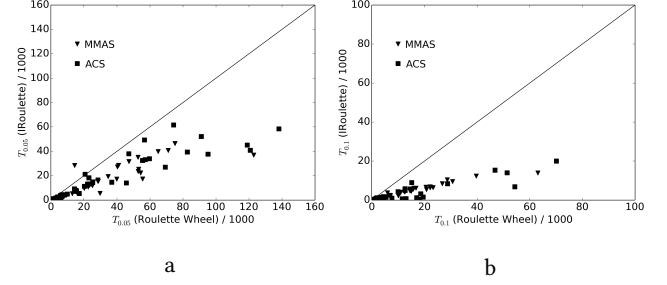 160
140
120
100
80
60
40
20
0
T0.05 (IRoulette) / 1000
MMAS
ACS
0 20 40 60 80 100 120 140 160
T0.05 (Roulette Wheel) / 1000
a
100
80
60
40
20
0
T0.1 (IRoulette) / 1000
MMAS
ACS
0 20 40 60 80 100
T0.1 (Roulette Wheel) / 1000
b